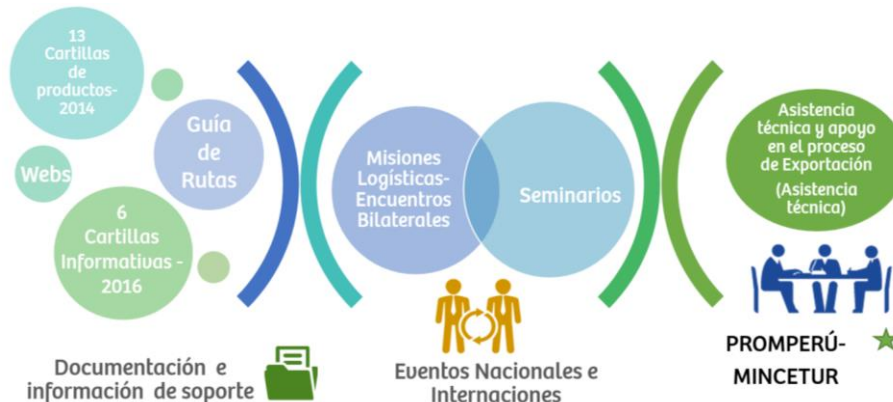 13
Cartillas
de
productos-
2014
Webs
Guía
de
Rutas
6
Cartillas
Informativas -
2016
Documentación e
información de soporte
Misiones
Logísticas-
Encuentros
Bilaterales
Seminarios
Eventos Nacionales e
Internaciones
Asistencia
técnica y apoyo
en el proceso
de Exportación
(Asistencia
técnica)
PROMPERÚ-
MINCETUR